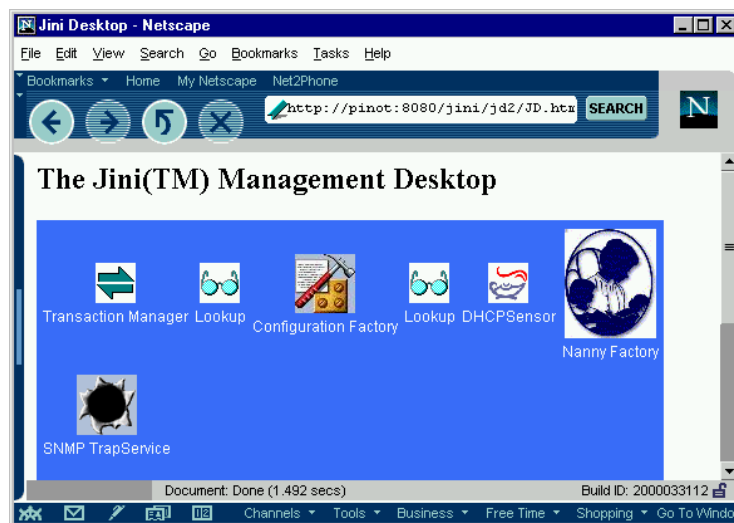 Jini Desktop - Netscape
File Edit View Search Go Bookmarks Tasks Help
Bookmarks Home My Netscape Net2Phone
http://pinot:8080/jini/jd2/JD.htm SEARCH N
The Jini(TM) Management Desktop
Transaction Manager Lookup Configuration Factory Lookup DHCPSensor
Nanny Factory
SNMP TrapService
Document: Done (1.492 secs) Build ID: 2000033112
Channels Tools Business Free Time Shopping Go To Windo